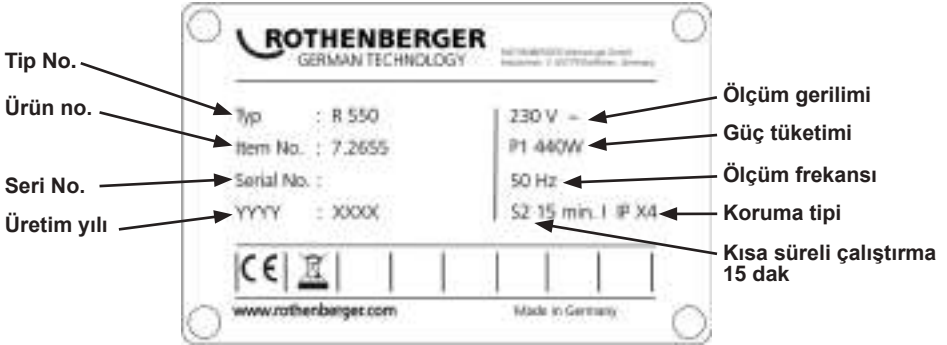 ROTHENBERGER
GERMAN TECHNOLOGY
Tip No.
Ürün no.
Seri No.
Üretim yılı
Typ : R 550
Item No. : 7.2655
Serial No. :
YYYY : XXXX
230 V ~
P1 440W
50 Hz
S2 15 min. I IP X4
Ölçüm gerilimi
Güç tüketimi
Ölçüm frekansı
Koruma tipi
Kısa süreli çalıştırma
15 dak
CE
www.rothenberger.com
Made in Germany